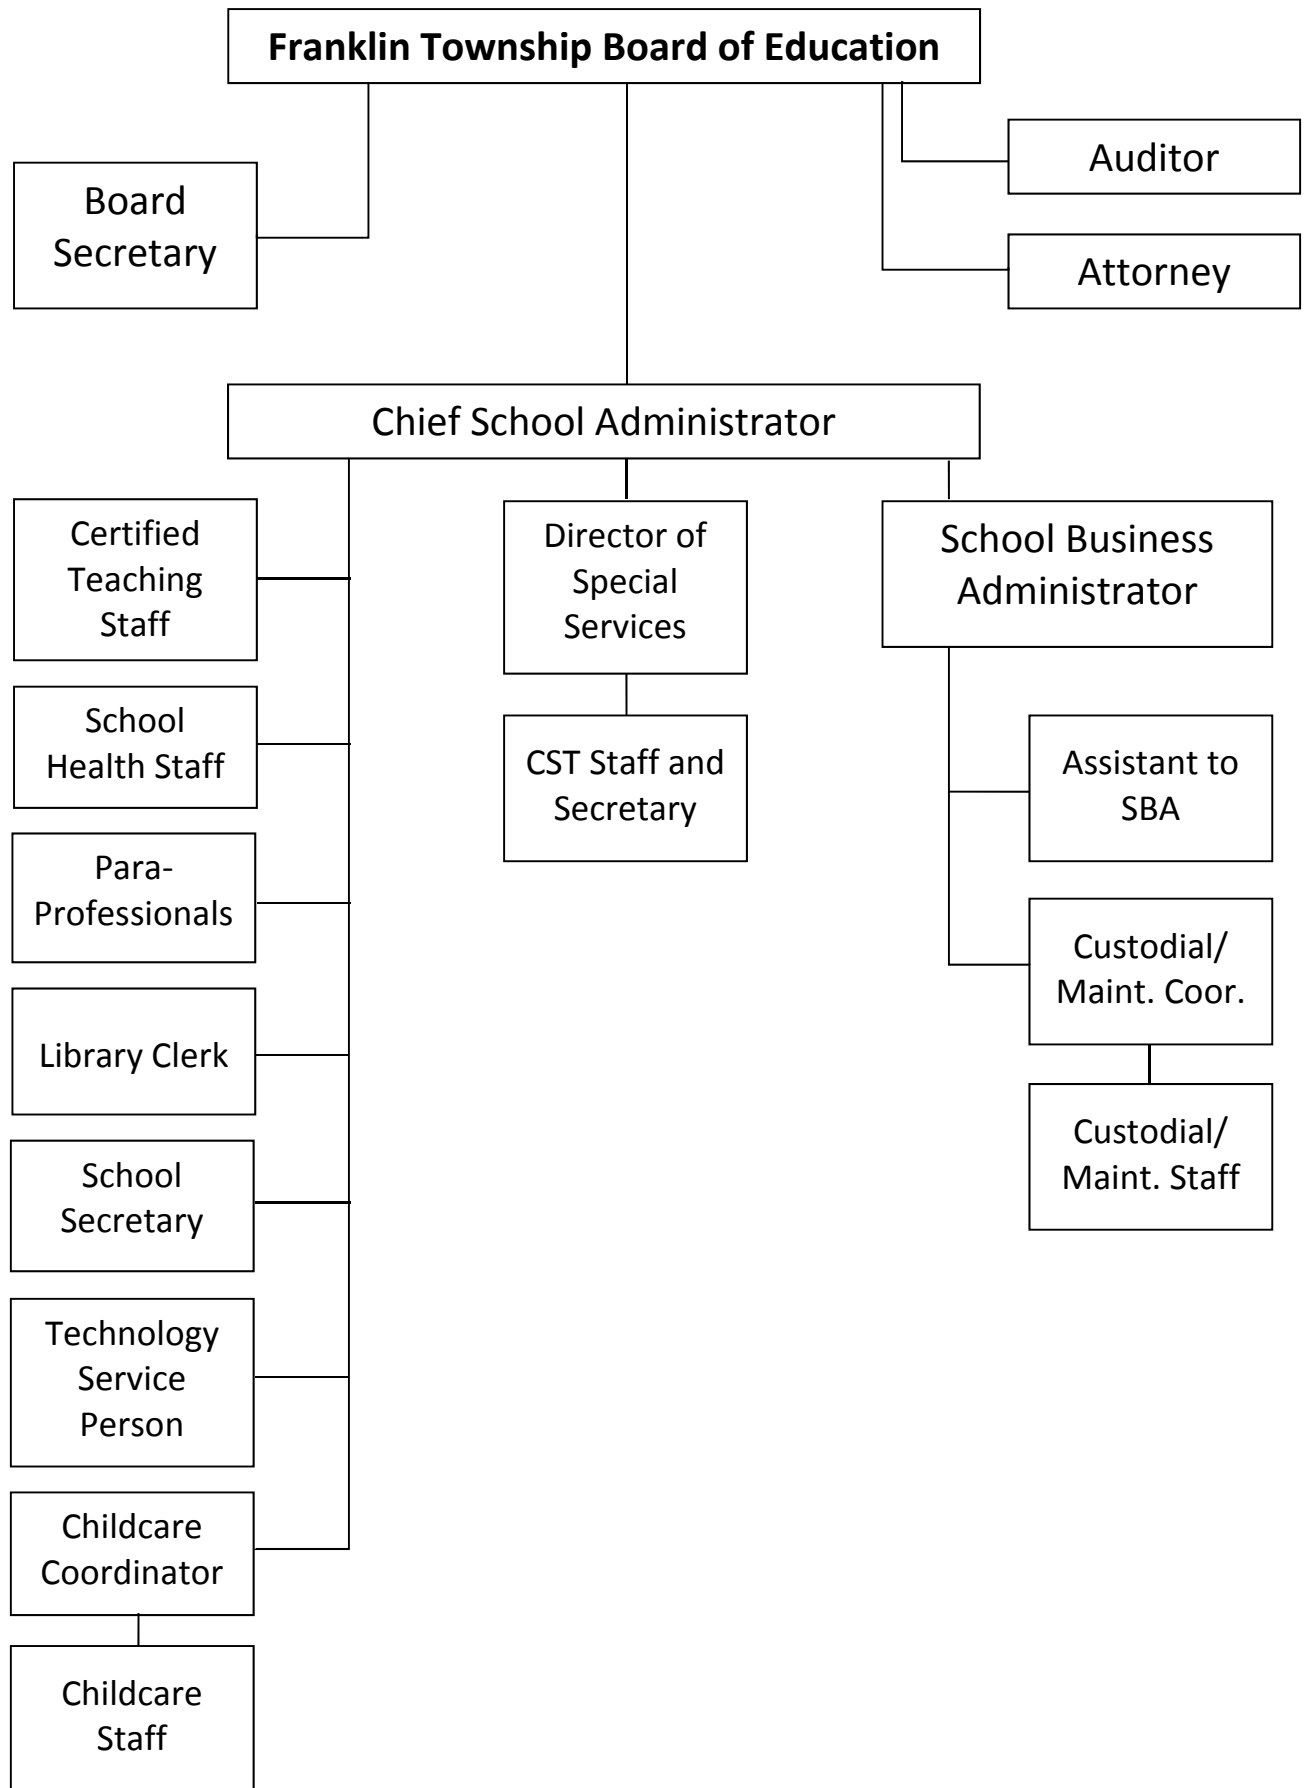 Franklin Township Board of Education
Auditor
Board
Secretary
Attorney
Chief School Administrator
Certified
Teaching
Staff
School
Health Staff
Para-
Professionals
Library Clerk
School
Secretary
Technology
Service
Person
Childcare
Coordinator
Childcare
Staff
Director of
Special
Services
CST Staff and
Secretary
School Business
Administrator
Assistant to
SBA
Custodial/
Maint. Coor.
Custodial/
Maint. Staff